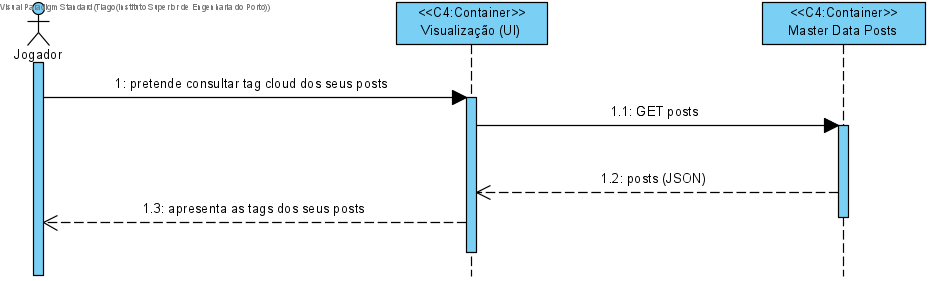 Visual Paradigm Standard(Tiago(Instituto Superior de Engenharia do Porto))
<<C4:Container>>
Visualização (UI)
<<C4:Container>>
Master Data Posts
Jogador
1: pretende consultar tag cloud dos seus posts
1.1: GET posts
1.2: posts (JSON)
1.3: apresenta as tags dos seus posts